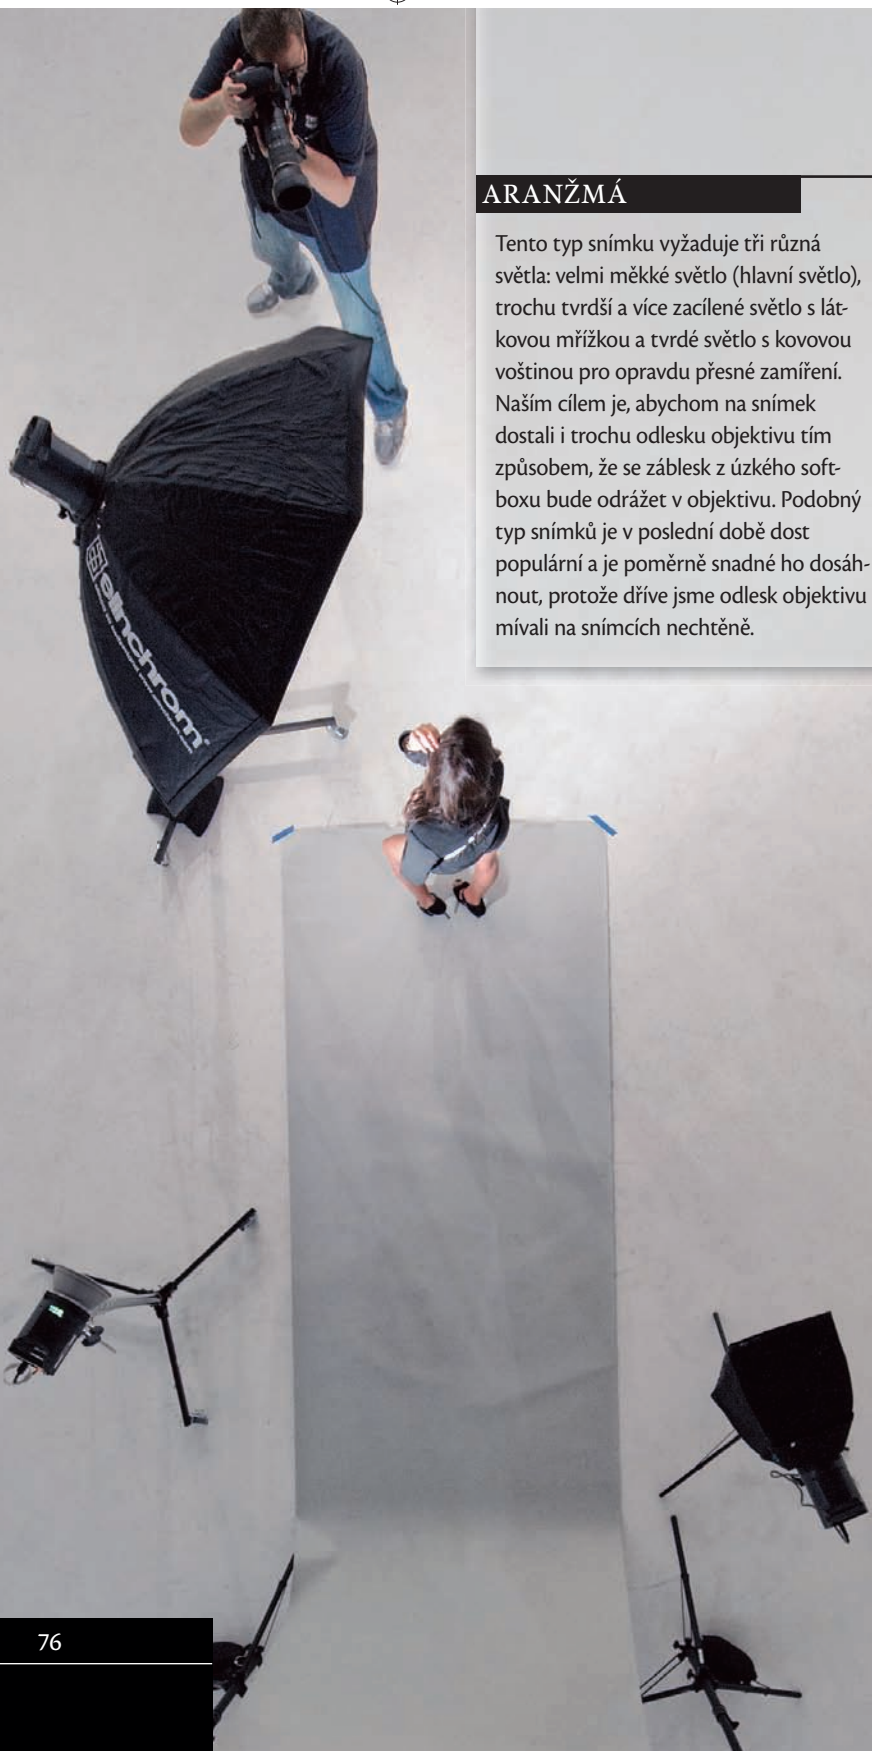 ARANŽMÁ
Tento typ snímku vyžaduje tři různá
světla: velmi měkké světlo (hlavní světlo),
trochu tvrdší a více zacílené světlo s lát-
kovou mřížkou a tvrdé světlo s kovovou
voštinou pro opravdu přesné zamíření.
Naším cílem je, abychom na snímek
dostali i trochu odlesku objektivu tím
způsobem, že se záblesk z úzkého soft-
boxu bude odrážet v objektivu. Podobný
typ snímků je v poslední době dost
populární a je poměrně snadné ho dosáh-
nout, protože dříve jsme odlesk objektivu
mívali na snímcích nechtěně.
elinchrom
76